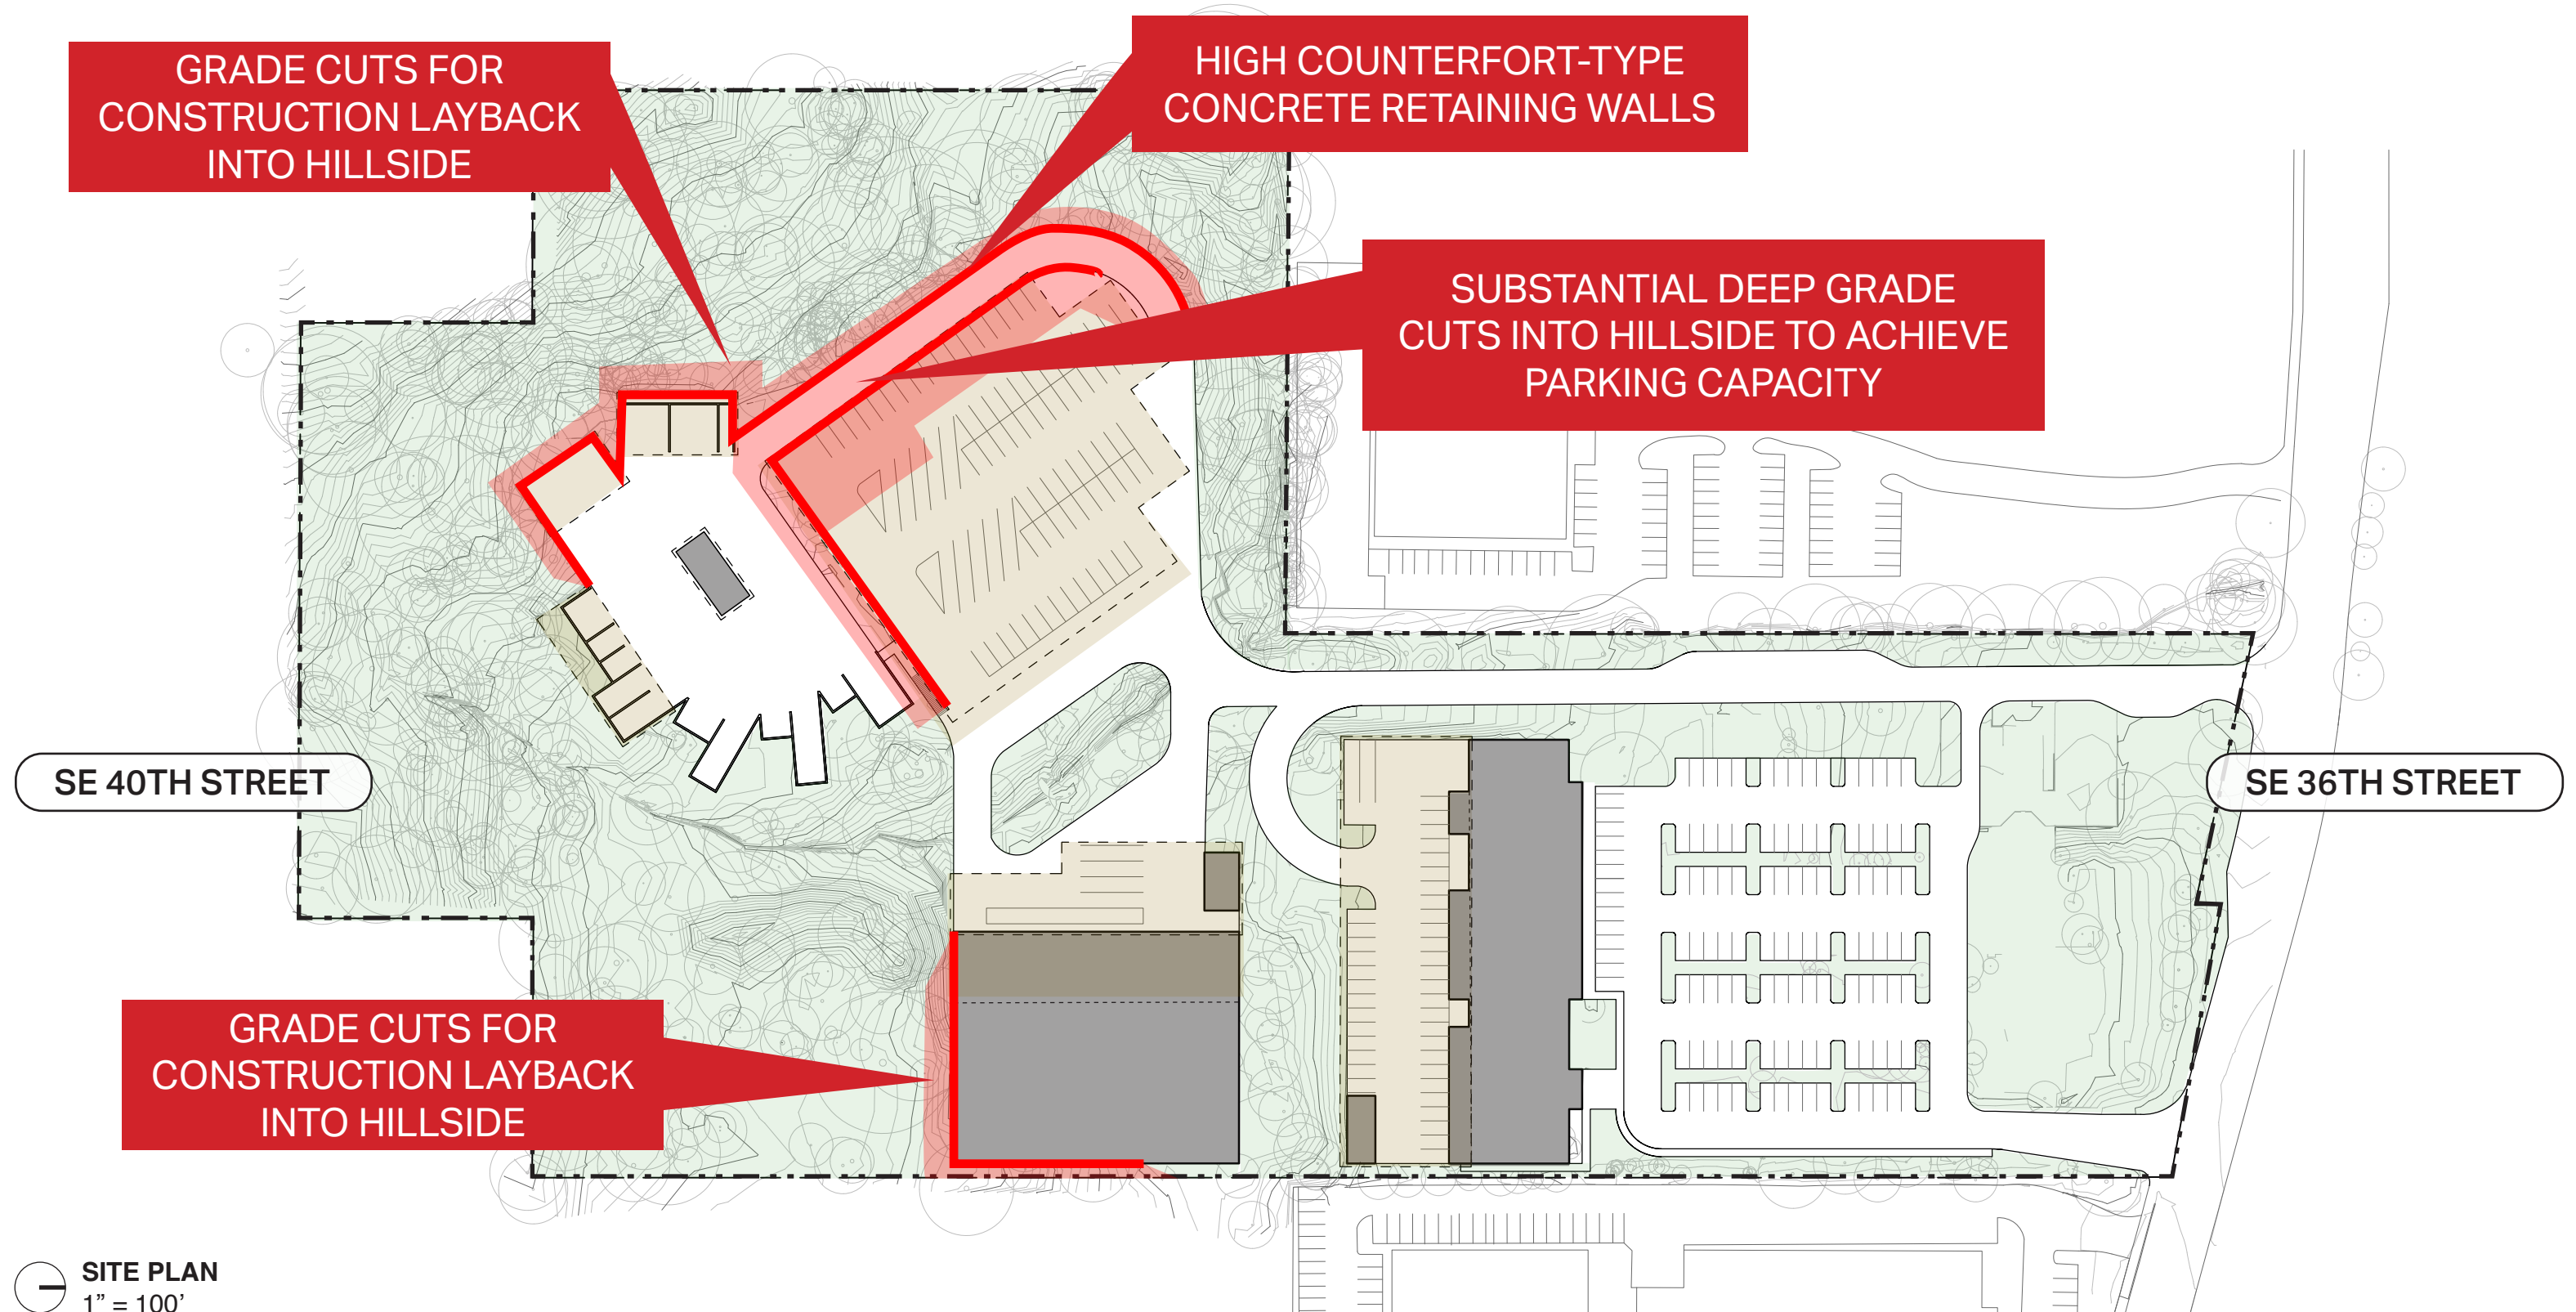 GRADE CUTS FOR
CONSTRUCTION LAYBACK
INTO HILLSIDE
HIGH COUNTERFORT-TYPE
CONCRETE RETAINING WALLS
SUBSTANTIAL DEEP GRADE
CUTS INTO HILLSIDE TO ACHIEVE
PARKING CAPACITY
SE 40TH STREET
SE 36TH STREET
GRADE CUTS FOR
CONSTRUCTION LAYBACK
INTO HILLSIDE
SITE PLAN
1” = 100’